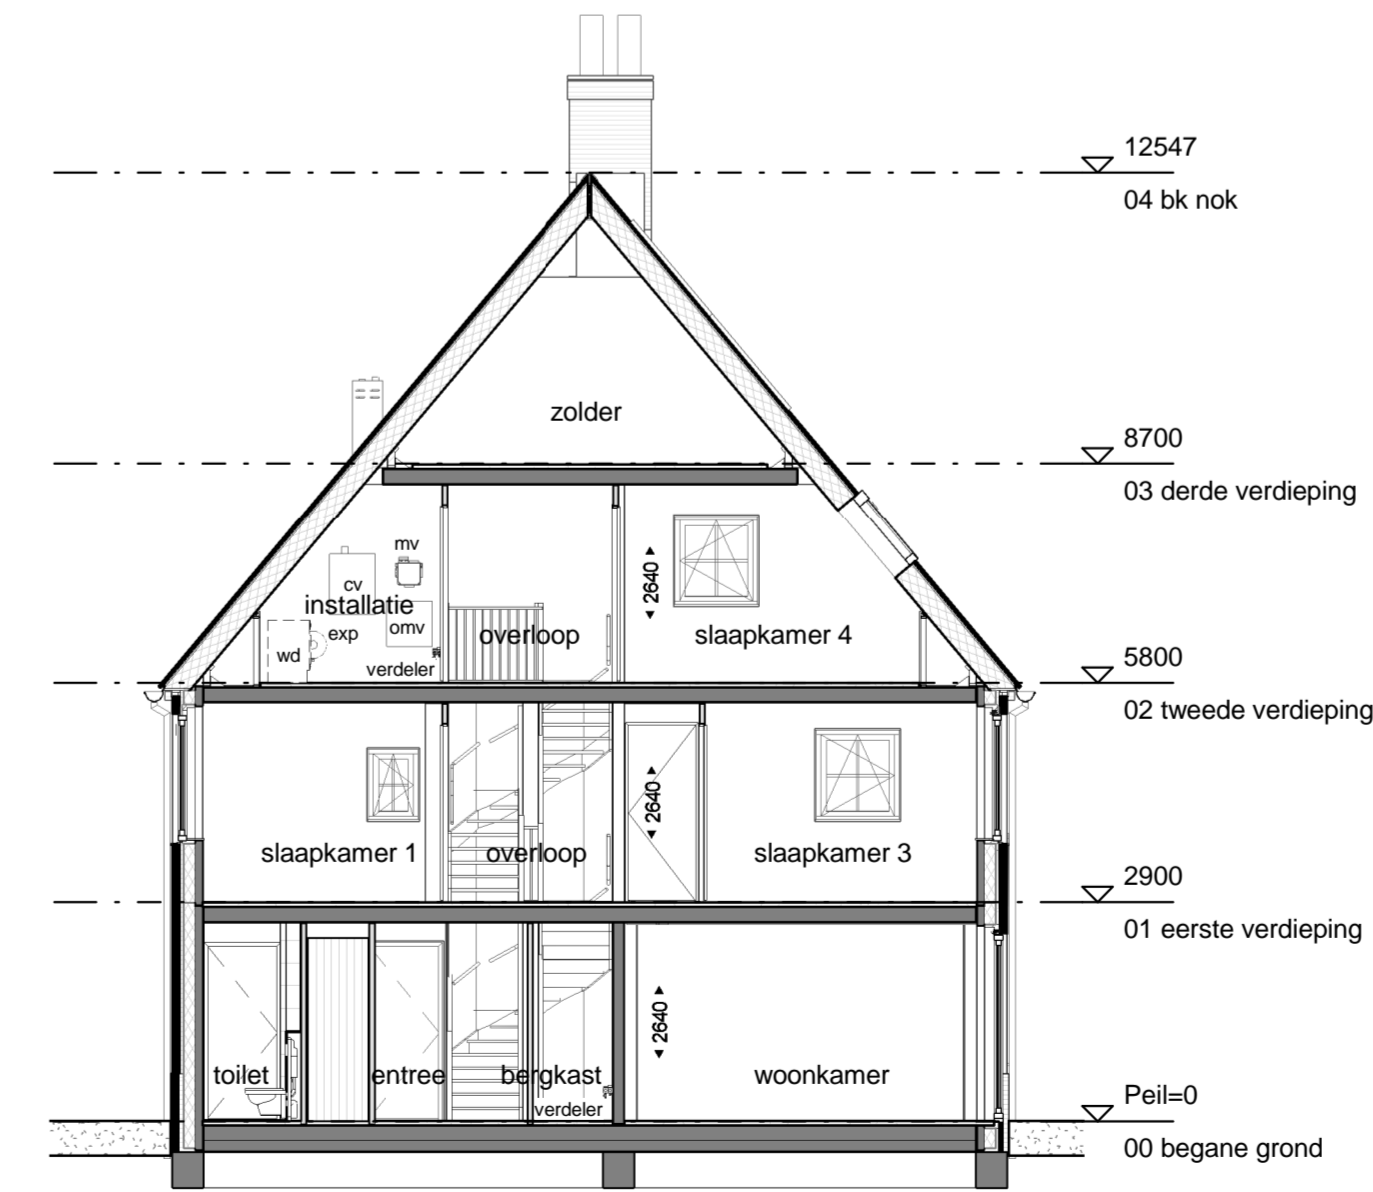 12547
04 bk nok
zolder
8700
03 derde verdieping
mv
cv
2640
installatie
omv
exp
overloop
slaapkamer 4
wd
verdeler
5800
02 tweede verdieping
2640
slaapkamer 1
overloop
slaapkamer 3
2900
01 eerste verdieping
2640
toilet
entree
bergkast
woonkamer
verdeler
Peil=0
00 begane grond